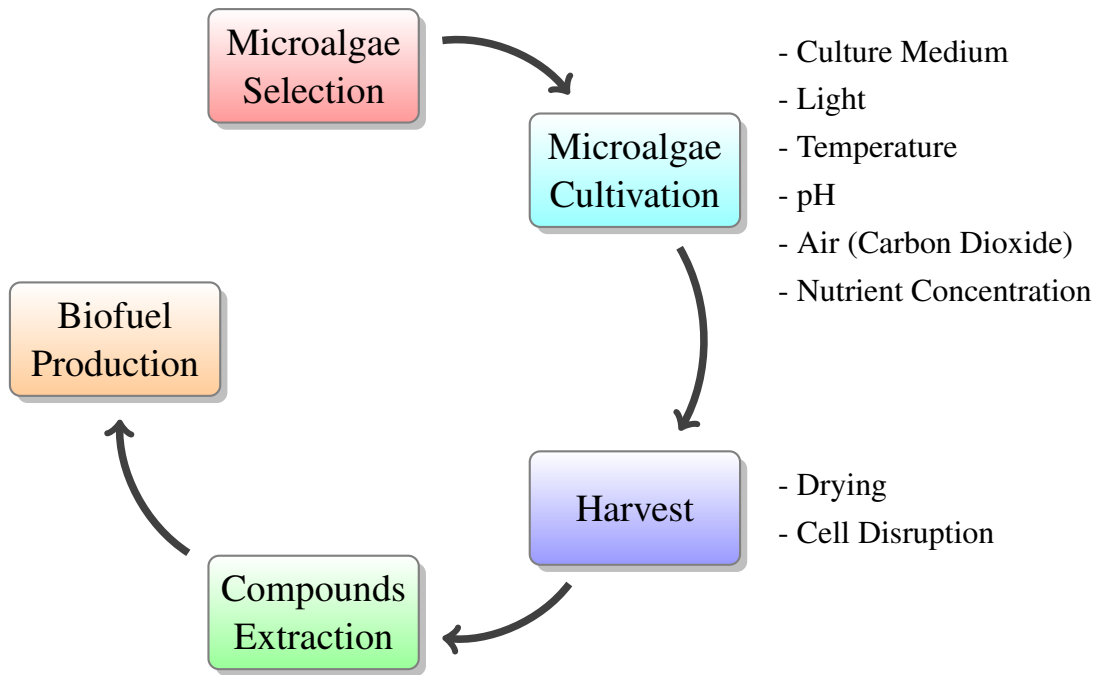 Microalgae
Selection
Microalgae
Cultivation
- Culture Medium
- Light
- Temperature
- pH
- Air (Carbon Dioxide)
- Nutrient Concentration
Harvest
- Drying
- Cell Disruption
Compounds
Extraction
Biofuel
Production